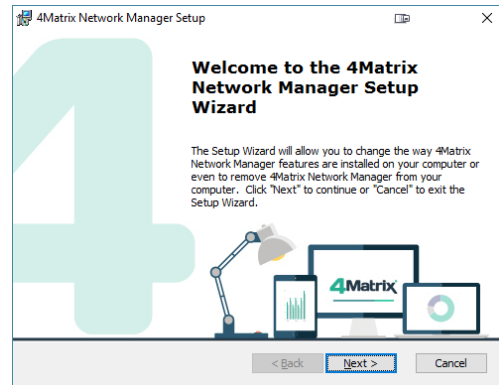 4Matrix Network Manager Setup
Welcome to the 4Matrix
Network Manager Setup
Wizard
The Setup Wizard will allow you to change the way 4Matrix
Network Manager features are installed on your computer or
even to remove 4Matrix Network Manager from your
computer. Click "Next" to continue or "Cancel" to exit the
Setup Wizard.
4
4Matrix
< Back
Next >
Cancel